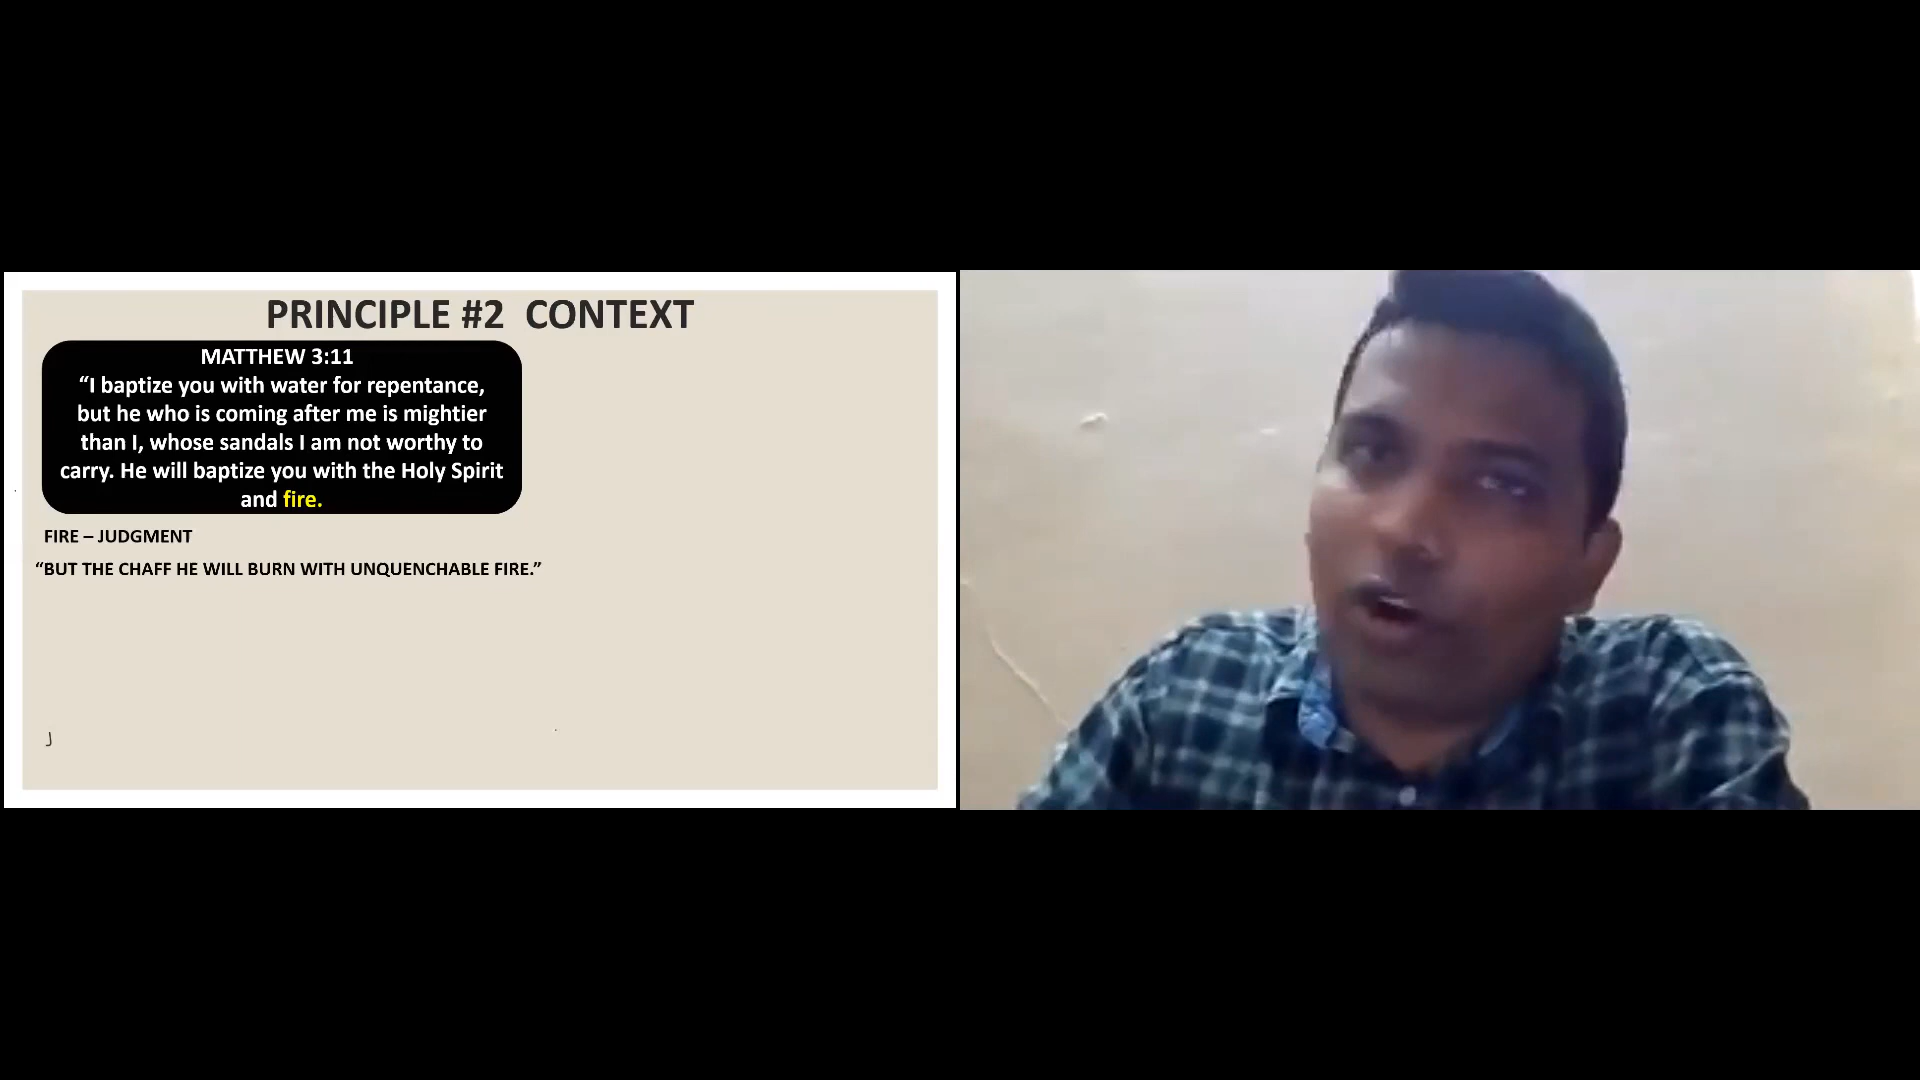 PRINCIPLE #2 CONTEXT
MATTHEW 3:11
“I baptize you with water for repentance,
but he who is coming after me is mightier
than I, whose sandals I am not worthy to
carry. He will baptize you with the Holy Spirit
and fire.
FIRE – JUDGMENT
“BUT THE CHAFF HE WILL BURN WITH UNQUENCHABLE FIRE.”
J